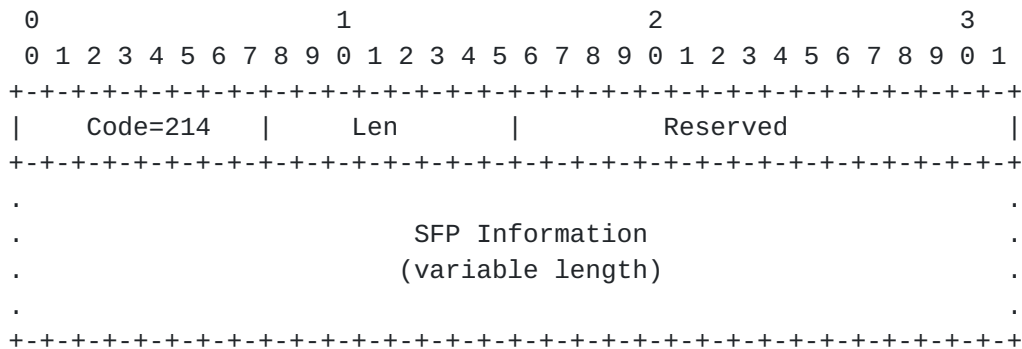 0                   1                   2                   3
 0 1 2 3 4 5 6 7 8 9 0 1 2 3 4 5 6 7 8 9 0 1 2 3 4 5 6 7 8 9 0 1
+-+-+-+-+-+-+-+-+-+-+-+-+-+-+-+-+-+-+-+-+-+-+-+-+-+-+-+-+-+-+-+-+
|    Code=214   |     Len       |         Reserved              |
+-+-+-+-+-+-+-+-+-+-+-+-+-+-+-+-+-+-+-+-+-+-+-+-+-+-+-+-+-+-+-+-+
.                                                               .
.                         SFP Information                       .
.                        (variable length)                      .
.                                                               .
+-+-+-+-+-+-+-+-+-+-+-+-+-+-+-+-+-+-+-+-+-+-+-+-+-+-+-+-+-+-+-+-+